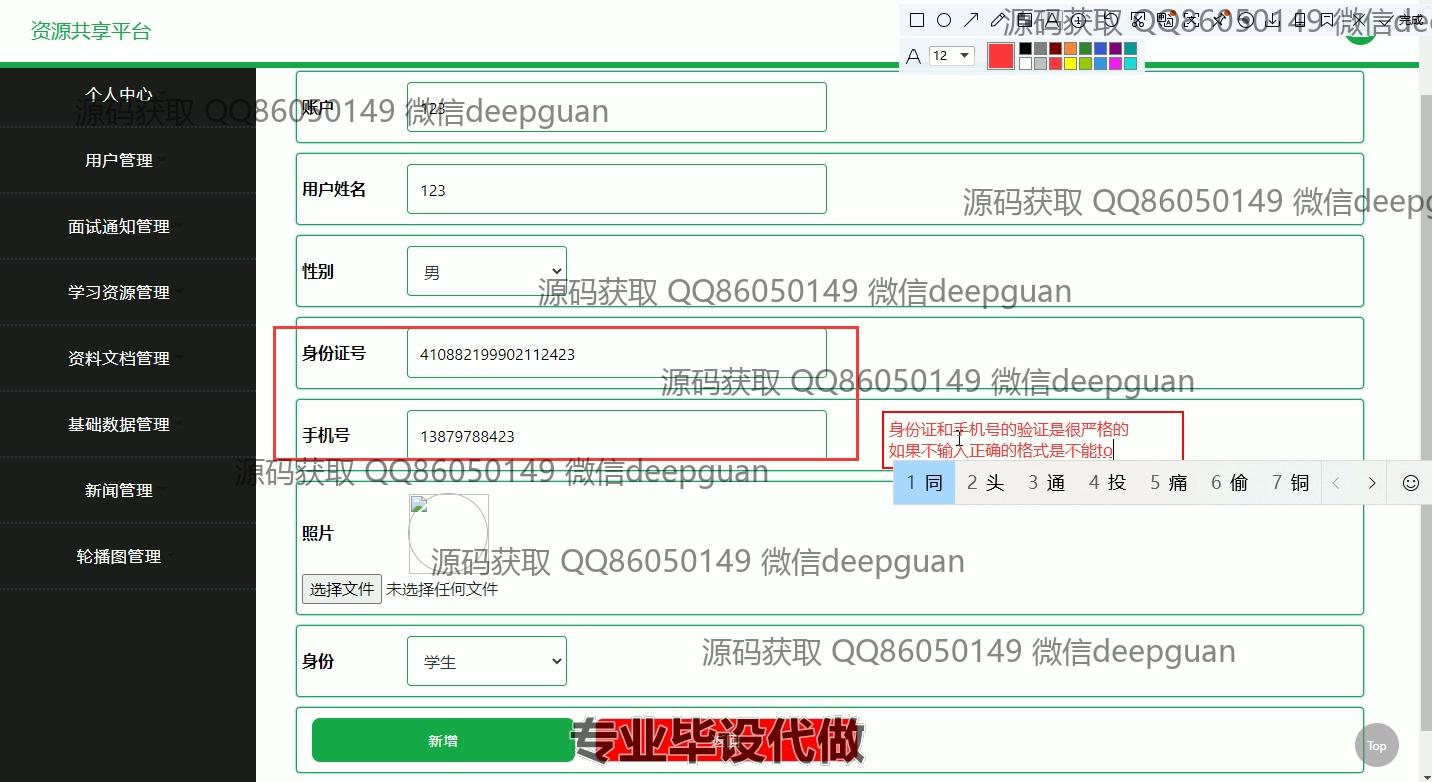 资源共享平台
源码获取 QQ86050149 微信dee
完成
A 12
个人中心
账户 123
源码获取 QQ86050149 微信deepguan
用户管理
用户姓名 123
源码获取 QQ86050149 微信deepg
面试通知管理
性别 男
源码获取 QQ86050149 微信deepguan
学习资源管理
身份证号 410882199902112423
资料文档管理
源码获取 QQ86050149 微信deepguan
基础数据管理
手机号 13879788423
身份证和手机号的验证是很严格的
如果不输入正确的格式是不能to
源码获取 QQ86050149 微信deepguan
1 同 2 头 3 通 4 投 5 痛 6 偷 7 铜
新闻管理
照片
轮播图管理
源码获取 QQ86050149 微信deepguan
选择文件 未选择任何文件
身份 学生
源码获取 QQ86050149 微信deepguan
新增 返回
专业毕设代做
Top